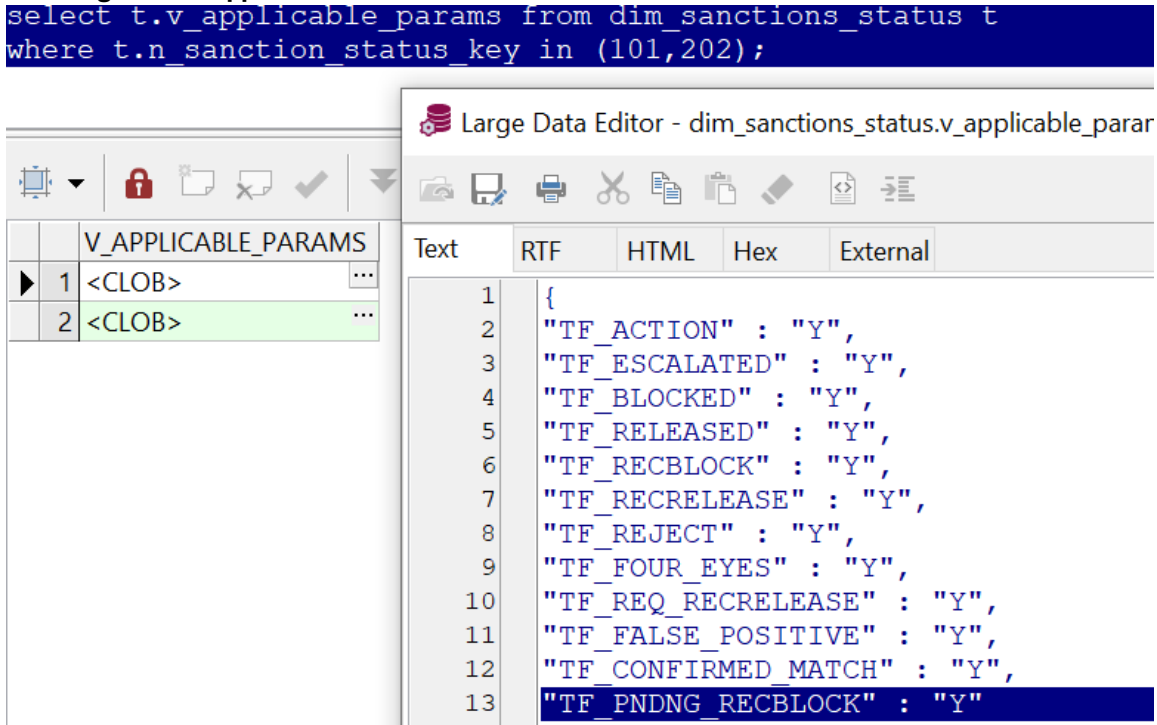 select t.v_applicable_params from dim_sanctions_status t
where t.n_sanction_status_key in (101,202);
Large Data Editor - dim_sanctions_status.v_applicable_paran
V_APPLICABLE_PARAMS
1 <CLOB> ...
2 <CLOB> ...
Text RTF HTML Hex External
1 {
2 "TF_ACTION" : "Y",
3 "TF_ESCALATED" : "Y",
4 "TF_BLOCKED" : "Y",
5 "TF_RELEASED" : "Y",
6 "TF_RECBLOCK" : "Y",
7 "TF_RECRELEASE" : "Y",
8 "TF_REJECT" : "Y",
9 "TF_FOUR_EYES" : "Y",
10 "TF_REQ_RECRELEASE" : "Y",
11 "TF_FALSE_POSITIVE" : "Y",
12 "TF_CONFIRMED_MATCH" : "Y",
13 "TF_PNDNG_RECBLOCK" : "Y"